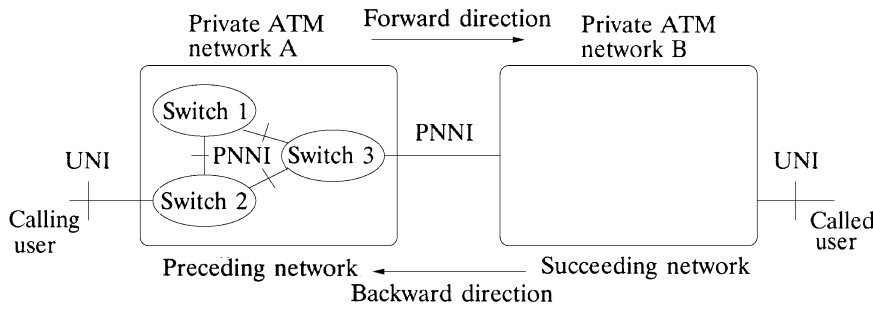 Private ATM
network A
Forward direction
Private ATM
network B
Switch 1
PNNI
Switch 3
Switch 2
PNNI
UNI
Calling
user
UNI
Called
user
Preceding network
Succeeding network
Backward direction